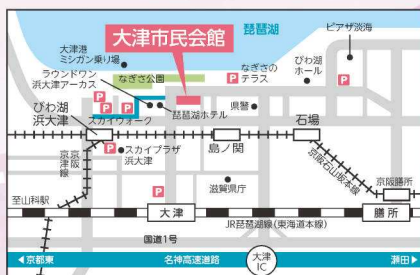 ピアザ淡海
琵琶湖
大津市民会館
大津港
ミシガン乗り場
なぎさ公園
ラウンドワン
浜大津アーカス
なぎさの
テラス
びわ湖
ホール
P
P
P
P
P
P
P
びわ湖
浜大津
スカイウォーク
琵琶湖ホテル
県警
石場
島ノ関
京阪
京津線
スカイプラザ
浜大津
滋賀県庁
京阪石山坂本線
京阪膳所
至山科駅
大津
膳所
JR琵琶湖線(東海道本線)
国道1号
◀京都東
名神高速道路
大津
IC
瀬田▶